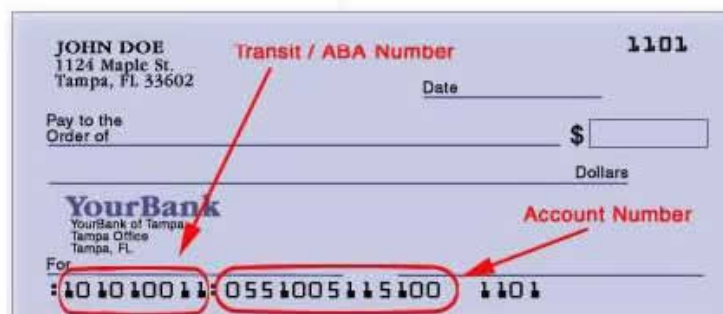 JOHN DOE
1124 Maple St.
Tampa, FL 33602
Transit / ABA Number
1101
Date
Pay to the
Order of
$
Dollars
YourBank
YourBank of Tampa
Tampa Office
Tampa, FL
Account Number
For
⑆101010011⑆ 0551005115100 1101